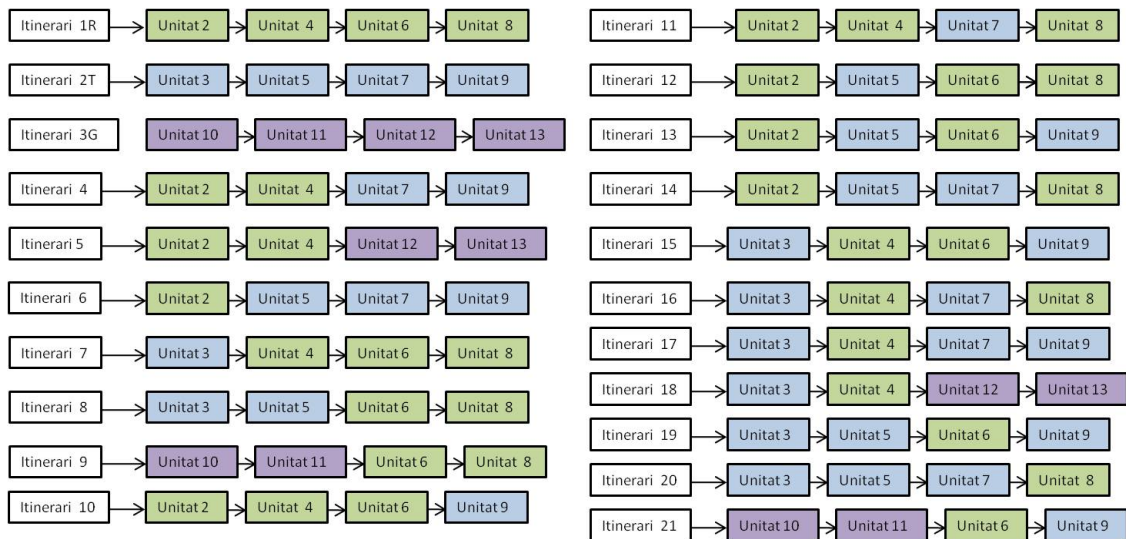 Itinerari 1R Unitat 2 Unitat 4 Unitat 6 Unitat 8
Itinerari 2T Unitat 3 Unitat 5 Unitat 7 Unitat 9
Itinerari 3G Unitat 10 Unitat 11 Unitat 12 Unitat 13
Itinerari 4 Unitat 2 Unitat 4 Unitat 7 Unitat 9
Itinerari 5 Unitat 2 Unitat 4 Unitat 12 Unitat 13
Itinerari 6 Unitat 2 Unitat 5 Unitat 7 Unitat 9
Itinerari 7 Unitat 3 Unitat 4 Unitat 6 Unitat 8
Itinerari 8 Unitat 3 Unitat 5 Unitat 6 Unitat 8
Itinerari 9 Unitat 10 Unitat 11 Unitat 6 Unitat 8
Itinerari 10 Unitat 2 Unitat 4 Unitat 6 Unitat 9
Itinerari 11 Unitat 2 Unitat 4 Unitat 7 Unitat 8
Itinerari 12 Unitat 2 Unitat 5 Unitat 6 Unitat 8
Itinerari 13 Unitat 2 Unitat 5 Unitat 6 Unitat 9
Itinerari 14 Unitat 2 Unitat 5 Unitat 7 Unitat 8
Itinerari 15 Unitat 3 Unitat 4 Unitat 6 Unitat 9
Itinerari 16 Unitat 3 Unitat 4 Unitat 7 Unitat 8
Itinerari 17 Unitat 3 Unitat 4 Unitat 7 Unitat 9
Itinerari 18 Unitat 3 Unitat 4 Unitat 12 Unitat 13
Itinerari 19 Unitat 3 Unitat 5 Unitat 6 Unitat 9
Itinerari 20 Unitat 3 Unitat 5 Unitat 7 Unitat 8
Itinerari 21 Unitat 10 Unitat 11 Unitat 6 Unitat 9